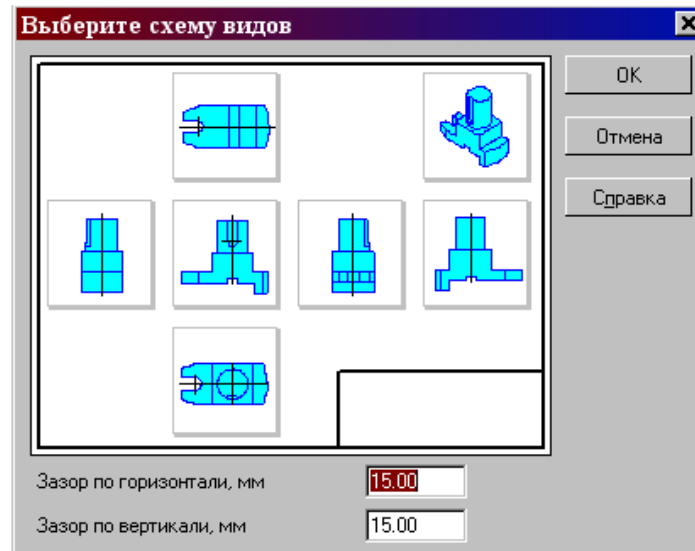 Выберите схему видов
OK
Отмена
Справка
Зазор по горизонтали, мм 15.00
Зазор по вертикали, мм 15.00